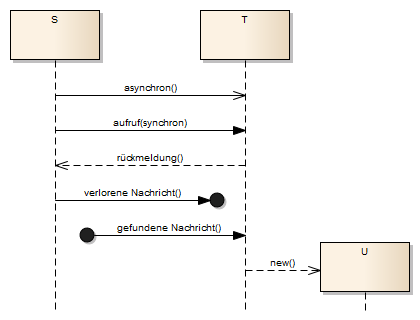 S
T
asynchron()
aufruf(synchron)
rückmeldung()
verlorene Nachricht()
gefundene Nachricht()
U
new()